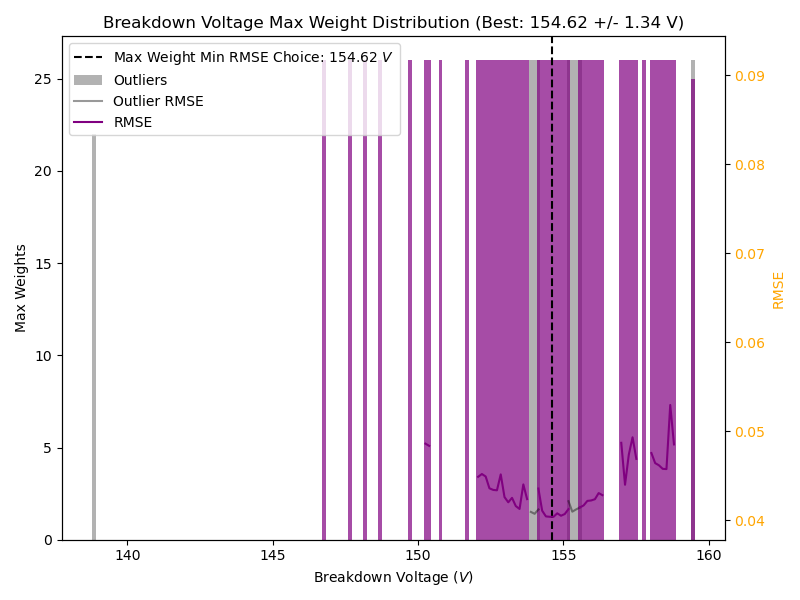 Breakdown Voltage Max Weight Distribution (Best: 154.62 +/- 1.34 V)
Max Weight Min RMSE Choice: 154.62 V
Outliers
Outlier RMSE
RMSE
Max Weights
25
20
15
10
5
0
140
145
150
155
160
Breakdown Voltage (V)
0.09
0.08
0.07
0.06
0.05
0.04
RMSE